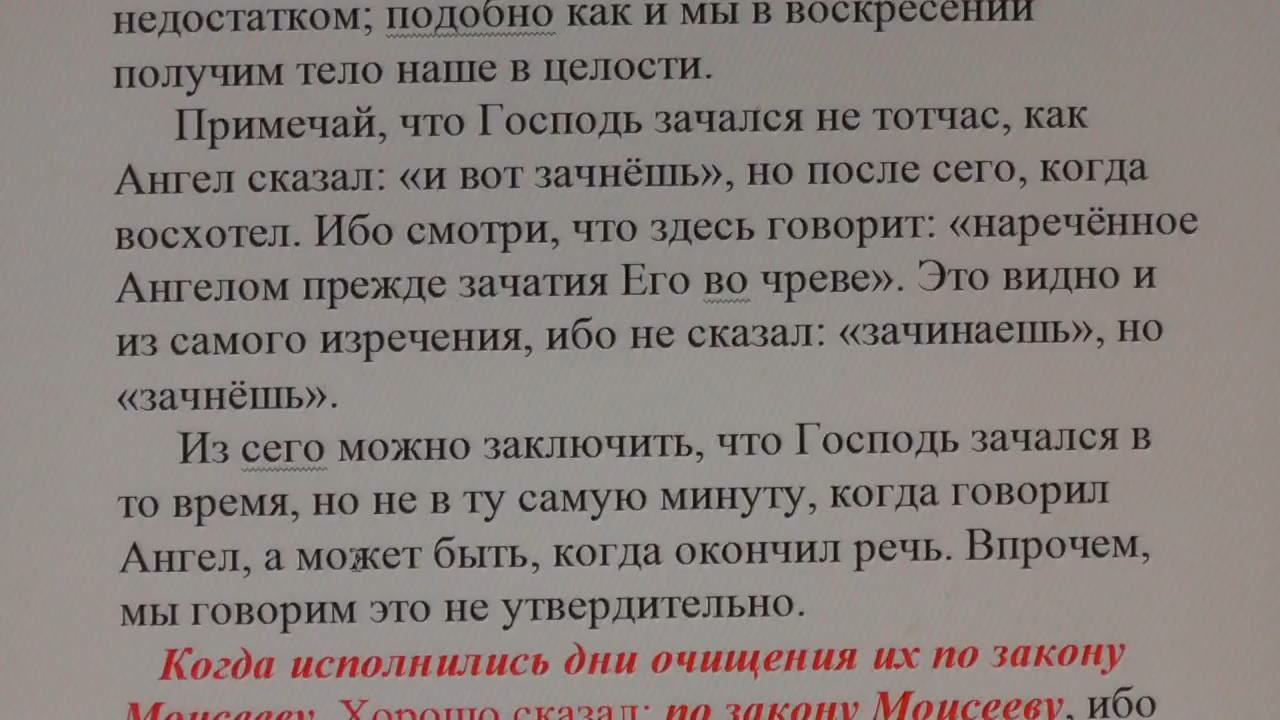 недостатком; подобно как и мы в воскресении
получим тело наше в целости.
Примечай, что Господь зачался не тотчас, как
Ангел сказал: «и вот зачнёшь», но после сего, когда
восхотел. Ибо смотри, что здесь говорит: «наречённое
Ангелом прежде зачатия Его во чреве». Это видно и
из самого изречения, ибо не сказал: «зачинаешь», но
«зачнёшь».
Из сего можно заключить, что Господь зачался в
то время, но не в ту самую минуту, когда говорил
Ангел, а может быть, когда окончил речь. Впрочем,
мы говорим это не утвердительно.
Когда исполнились дни очищения их по закону
Моисееву. Хорошо сказал: по закону Моисееву, ибо